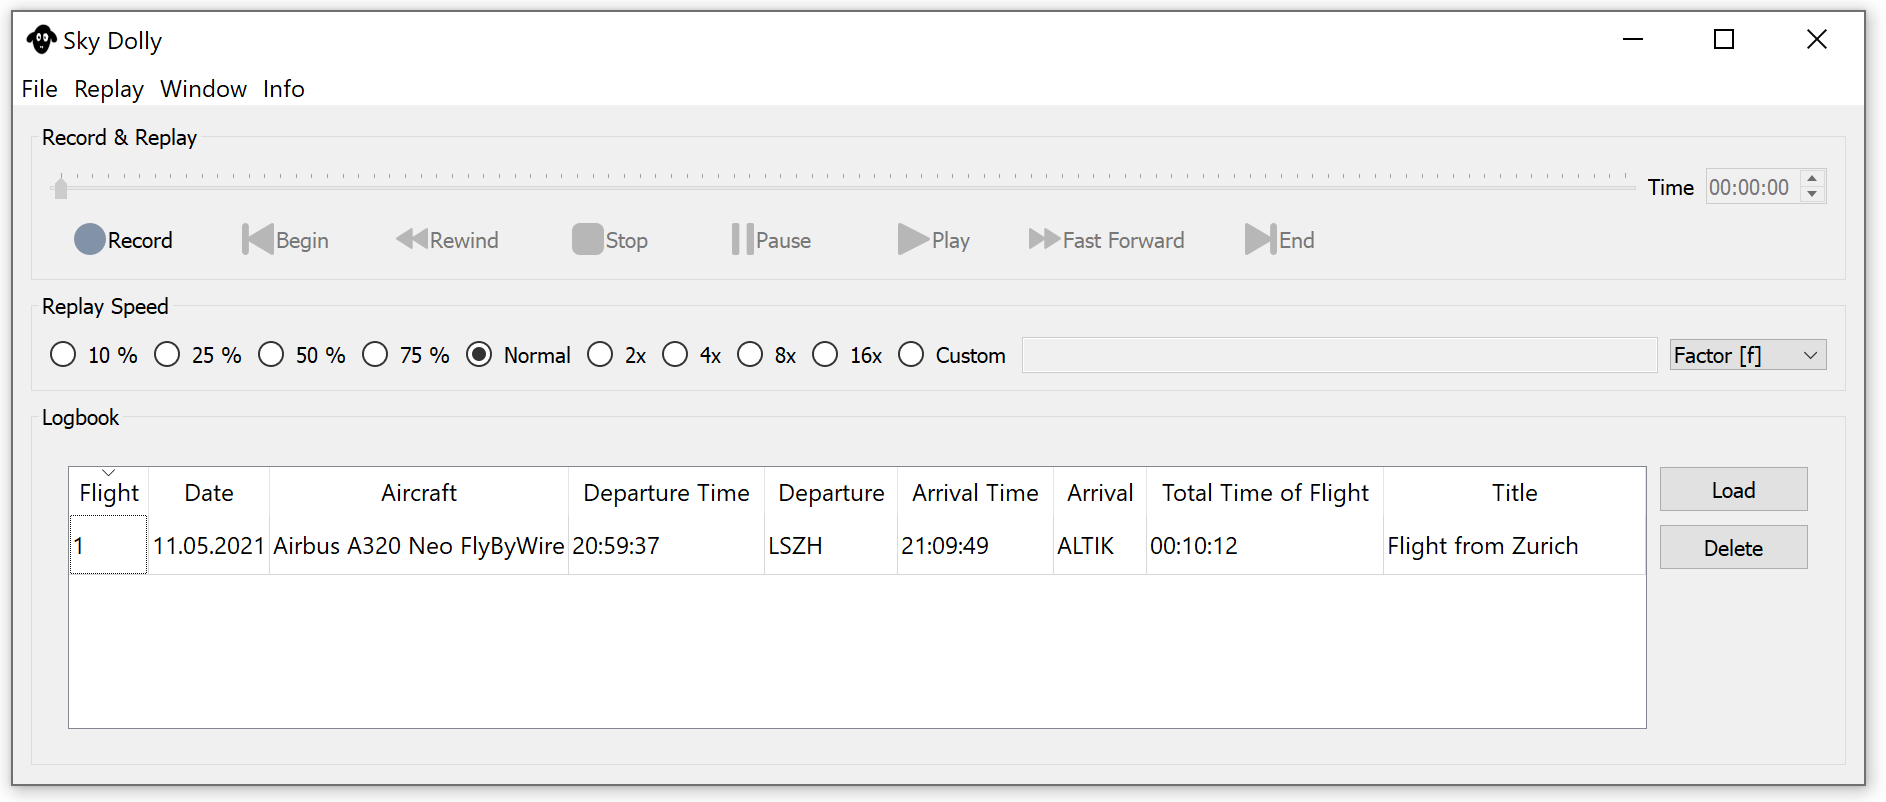 Sky Dolly
File Replay Window Info
Record & Replay
Time 00:00:00
Record Begin Rewind Stop Pause Play Fast Forward End
Replay Speed
10 % 25 % 50 % 75 % Normal 2x 4x 8x 16x Custom Factor [f]
Logbook
Flight Date Aircraft Departure Time Departure Arrival Time Arrival Total Time of Flight Title Load
1 11.05.2021 Airbus A320 Neo FlyByWire 20:59:37 LSZH 21:09:49 ALTIK 00:10:12 Flight from Zurich Delete